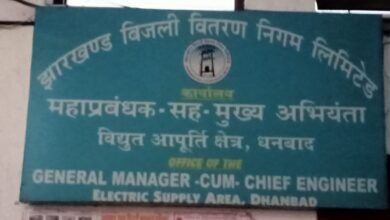 झारखण्ड बिजली वितरण निगम लिमिटेड
कार्यालय
महाप्रबंधक-सह-मुख्य अभियंता
विद्युत आपूर्ति क्षेत्र, धनबाद
OFFICE OF THE
GENERAL MANAGER -CUM- CHIEF ENGINEER
ELECTRIC SUPPLY AREA, DHANBAD